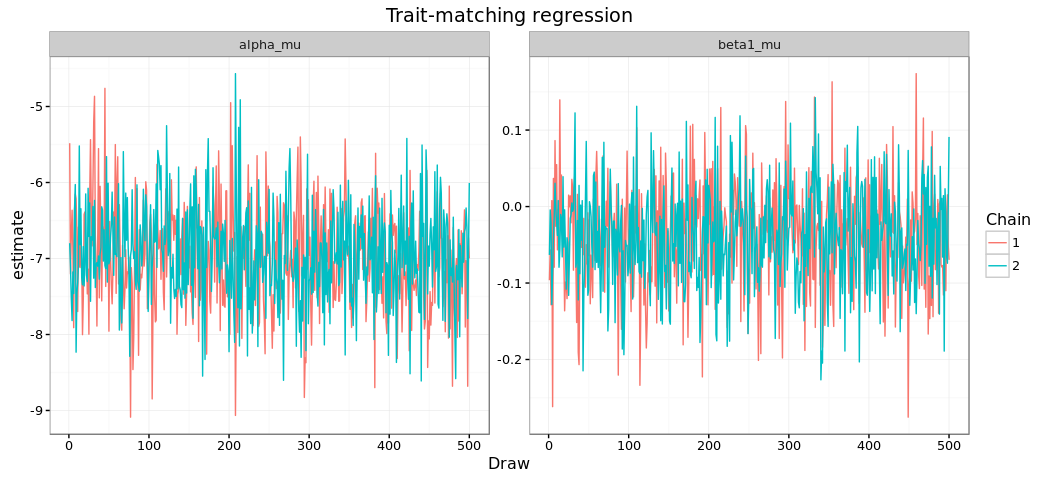 Trait-matching regression
alpha_mu
beta1_mu
estimate
-5
-6
-7
-8
-9
0.1
0.0
-0.1
-0.2
0 100 200 300 400 500
0 100 200 300 400 500
Draw
Chain
1
2